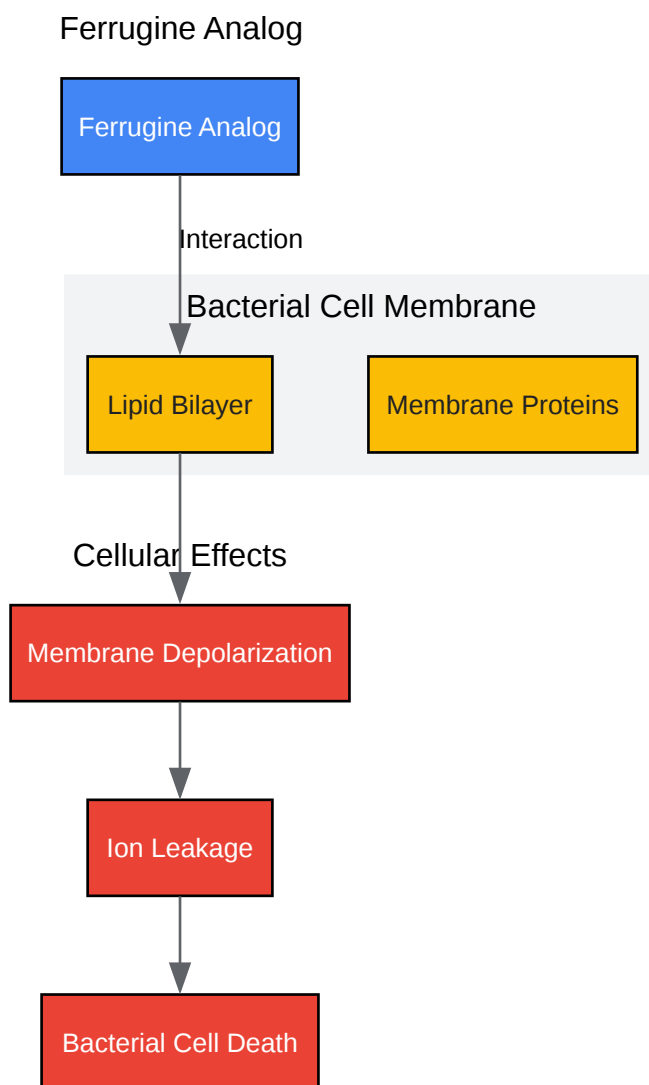 Ferrugine Analog
Ferrugine Analog
Interaction
Bacterial Cell Membrane
Lipid Bilayer
Membrane Proteins
Cellular Effects
Membrane Depolarization
Ion Leakage
Bacterial Cell Death